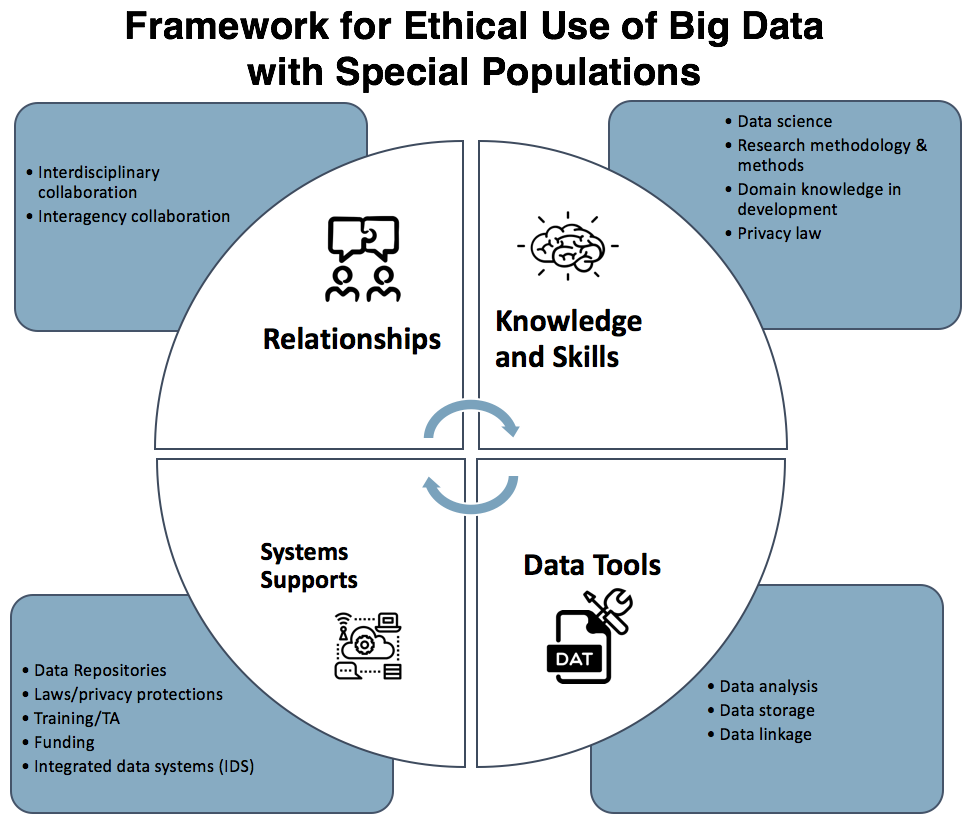 Framework for Ethical Use of Big Data
with Special Populations
• Interdisciplinary
collaboration
• Interagency collaboration
Relationships
• Data science
• Research methodology &
methods
• Domain knowledge in
development
• Privacy law
Knowledge
and Skills
Systems
Supports
• Data Repositories
• Laws/privacy protections
• Training/TA
• Funding
• Integrated data systems (IDS)
Data Tools
DAT
• Data analysis
• Data storage
• Data linkage